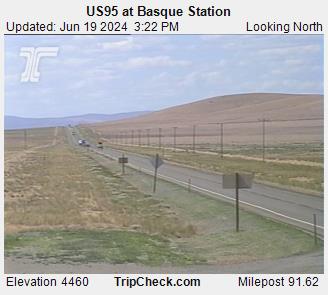 US95 at Basque Station
Updated: Jun 19 2024 3:22 PM Looking North
Elevation 4460 TripCheck.com Milepost 91.62